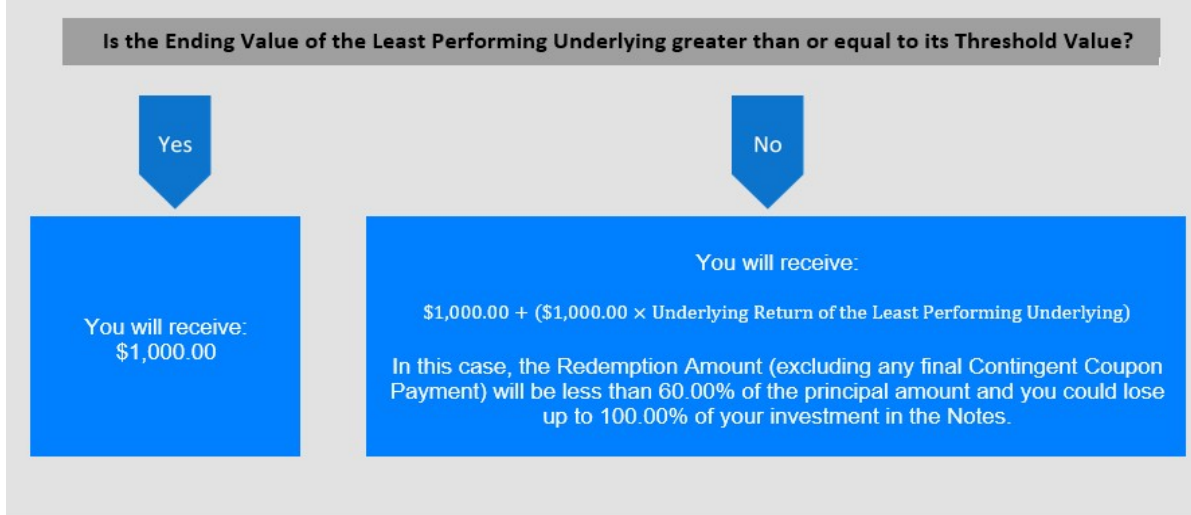 Is the Ending Value of the Least Performing Underlying greater than or equal to its Threshold Value?
Yes
No
You will receive:
$1,000.00
You will receive:
$1,000.00 + ($1,000.00 × Underlying Return of the Least Performing Underlying)
In this case, the Redemption Amount (excluding any final Contingent Coupon
Payment) will be less than 60.00% of the principal amount and you could lose
up to 100.00% of your investment in the Notes.